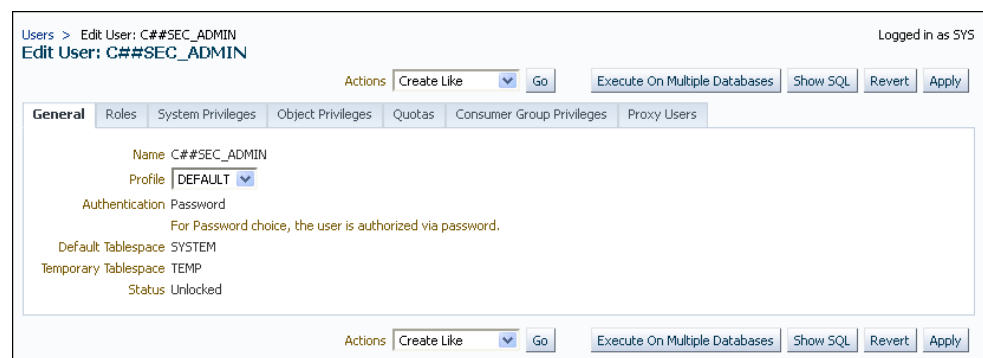 Users > Edit User: C##SEC_ADMIN
Logged in as SYS
Edit User: C##SEC_ADMIN
Actions Create Like Go Execute On Multiple Databases Show SQL Revert Apply
General Roles System Privileges Object Privileges Quotas Consumer Group Privileges Proxy Users
Name C##SEC_ADMIN
Profile DEFAULT
Authentication Password
For Password choice, the user is authorized via password.
Default Tablespace SYSTEM
Temporary Tablespace TEMP
Status Unlocked
Actions Create Like Go Execute On Multiple Databases Show SQL Revert Apply